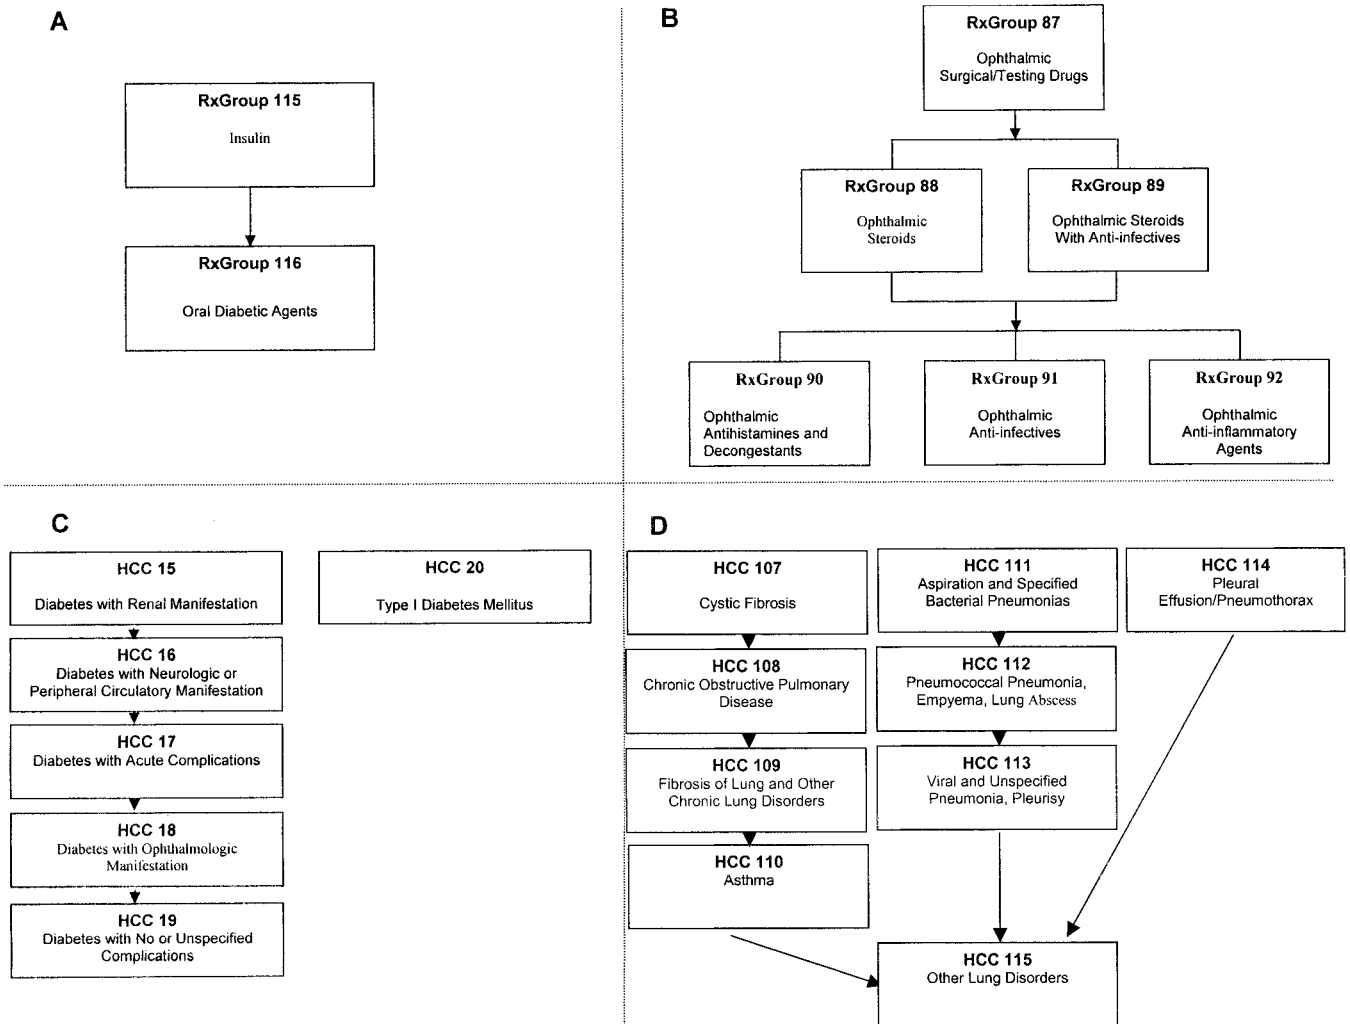 A
RxGroup 115
Insulin
RxGroup 116
Oral Diabetic Agents
B
RxGroup 87
Ophthalmic
Surgical/Testing Drugs
RxGroup 88
Ophthalmic
Steroids
RxGroup 89
Ophthalmic Steroids
With Anti-infectives
RxGroup 90
Ophthalmic
Antihistamines and
Decongestants
RxGroup 91
Ophthalmic
Anti-infectives
RxGroup 92
Ophthalmic
Anti-inflammatory
Agents
C
HCC 15
Diabetes with Renal Manifestation
HCC 16
Diabetes with Neurologic or
Peripheral Circulatory Manifestation
HCC 17
Diabetes with Acute Complications
HCC 18
Diabetes with Ophthalmologic
Manifestation
HCC 19
Diabetes with No or Unspecified
Complications
HCC 20
Type I Diabetes Mellitus
D
HCC 107
Cystic Fibrosis
HCC 108
Chronic Obstructive Pulmonary
Disease
HCC 109
Fibrosis of Lung and Other
Chronic Lung Disorders
HCC 110
Asthma
HCC 111
Aspiration and Specified
Bacterial Pneumonias
HCC 112
Pneumococcal Pneumonia,
Empyema, Lung Abscess
HCC 113
Viral and Unspecified
Pneumonia, Pleurisy
HCC 114
Pleural
Effusion/Pneumothorax
HCC 115
Other Lung Disorders